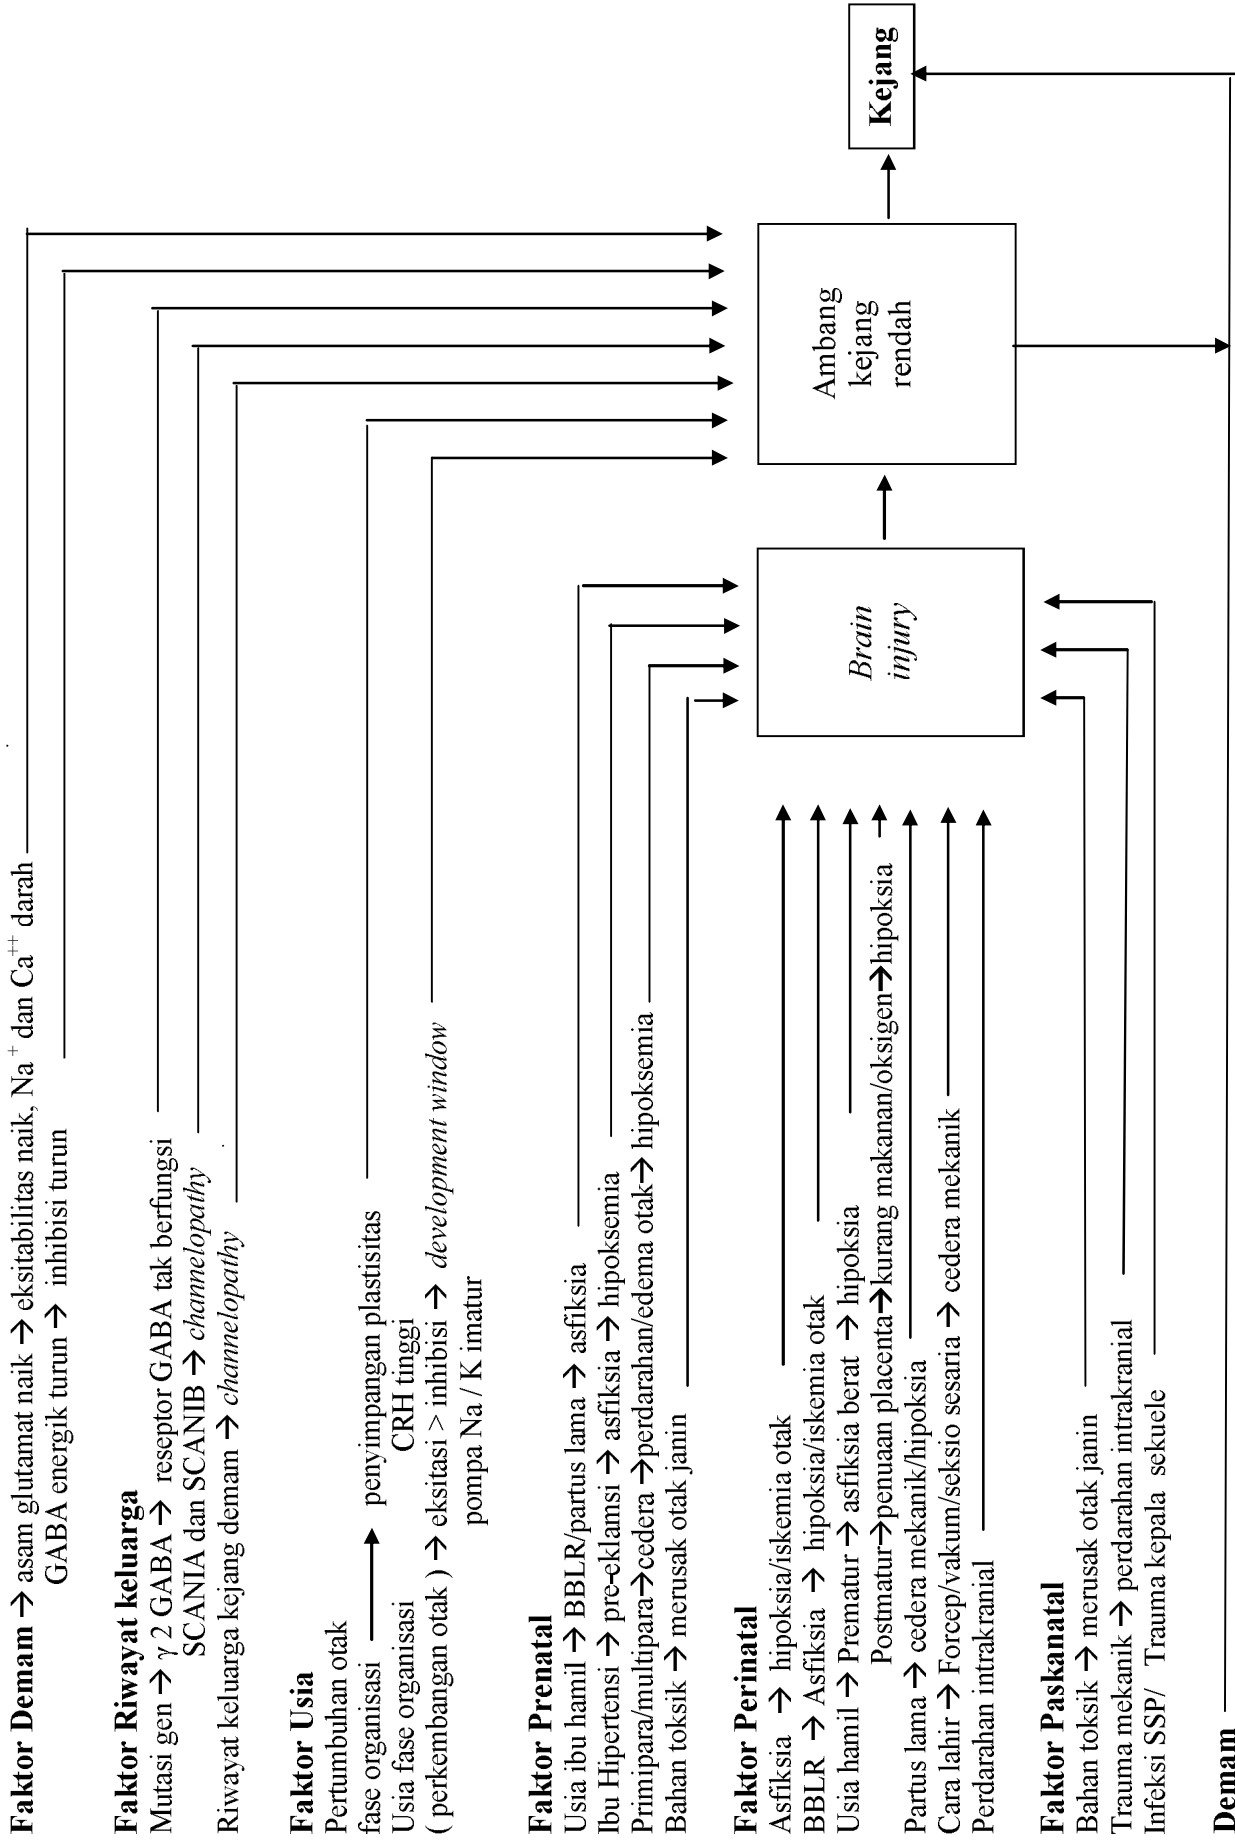 Faktor Demam → asam glutamat naik → eksitabilitas naik, Na⁺ dan Ca⁺⁺ darah
GABA energik turun → inhibisi turun
Faktor Riwayat keluarga
Mutasi gen → γ 2 GABA → reseptor GABA tak berfungsi
SCANIA dan SCANIB → channelopathy
Riwayat keluarga kejang demam → channelopathy
Faktor Usia
Pertumbuhan otak
fase organisasi → penyimpangan plastisitas
Usia fase organisasi CRH tinggi
( perkembangan otak ) → eksitasi > inhibisi → development window
pompa Na / K imatur
Faktor Prenatal
Usia ibu hamil → BBLR/partus lama → asfiksia
Ibu Hipertensi → pre-eklamsi → asfiksia → hipoksemia
Primipara/multipara→cedera →perdarahan/edema otak→ hipoksemia
Bahan toksik → merusak otak janin
Faktor Perinatal
Asfiksia → hipoksia/iskemia otak
BBLR → Asfiksia → hipoksia/iskemia otak
Usia hamil → Prematur → asfiksia berat → hipoksia
Postmatur→penuaan placenta→kurang makanan/oksigen→hipoksia
Partus lama → cedera mekanik/hipoksia
Cara lahir → Forcep/vakum/seksio sesaria → cedera mekanik
Perdarahan intrakranial
Faktor Paskanatal
Bahan toksik → merusak otak janin
Trauma mekanik → perdarahan intrakranial
Infeksi SSP/ Trauma kepala sekuele
Demam
Brain
injury
Ambang
kejang
rendah
Kejang